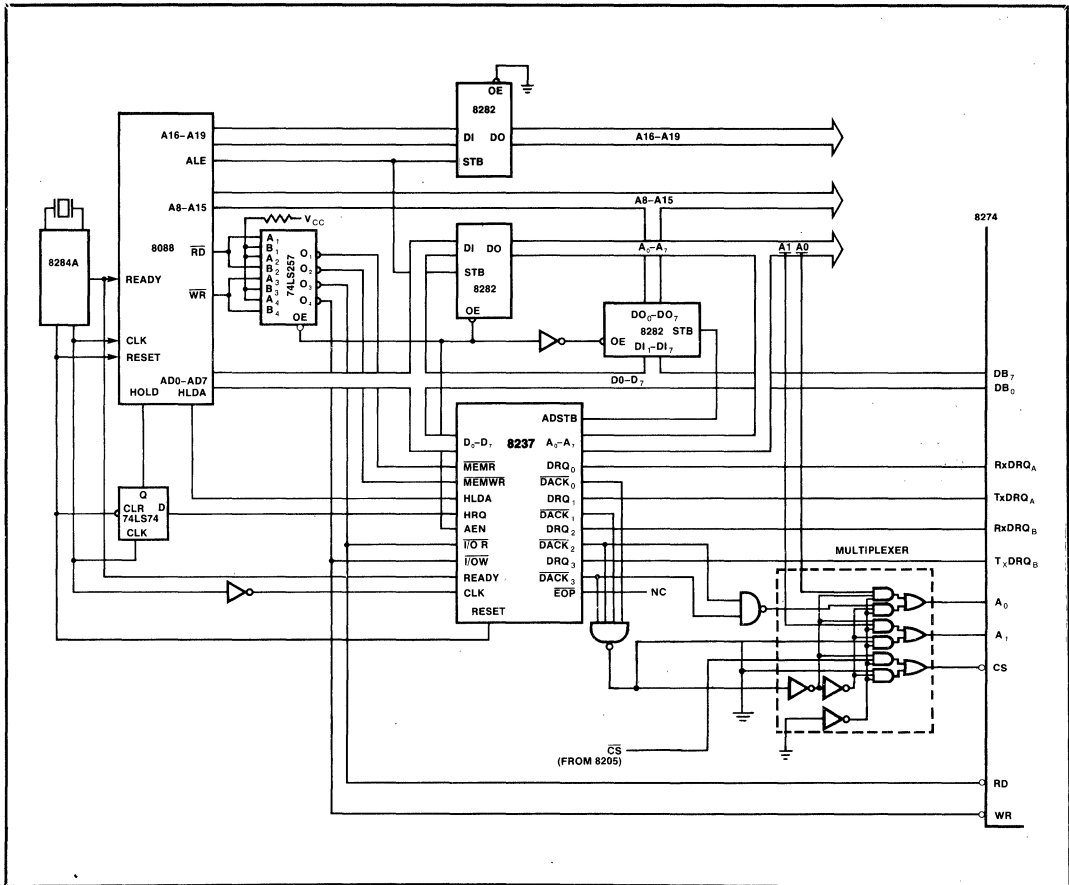 OE
8282
DI DO
STB
A16-A19
A16–A19
ALE
A8–A15
A8–A15
8088
RD
WR
READY
CLK
RESET
AD0–AD7
HOLD HLDA
8284A
VCC
A1
B1
A2
B2
A3
B3
A4
B4
74LS257
O1
O2
O3
O4
OE
DI DO
STB
8282
OE
A0–A7
A1 A0
DO0–DO7
8282 STB
OE
DI1–DI7
D0–D7
8274
DB7
DB0
Q
CLR D
74LS74
CLK
8237
ADSTB
D0–D7
A0–A7
MEMR
DRQ0
MEMWR
DACK0
HLDA
DRQ1
HRQ
DACK1
AEN
DRQ2
I/O R
DACK2
I/OW
DRQ3
READY
DACK3
CLK
EOP
NC
RESET
RxDRQA
TxDRQA
RxDRQB
TXDRQB
MULTIPLEXER
A0
A1
CS
CS
(FROM 8205)
RD
WR